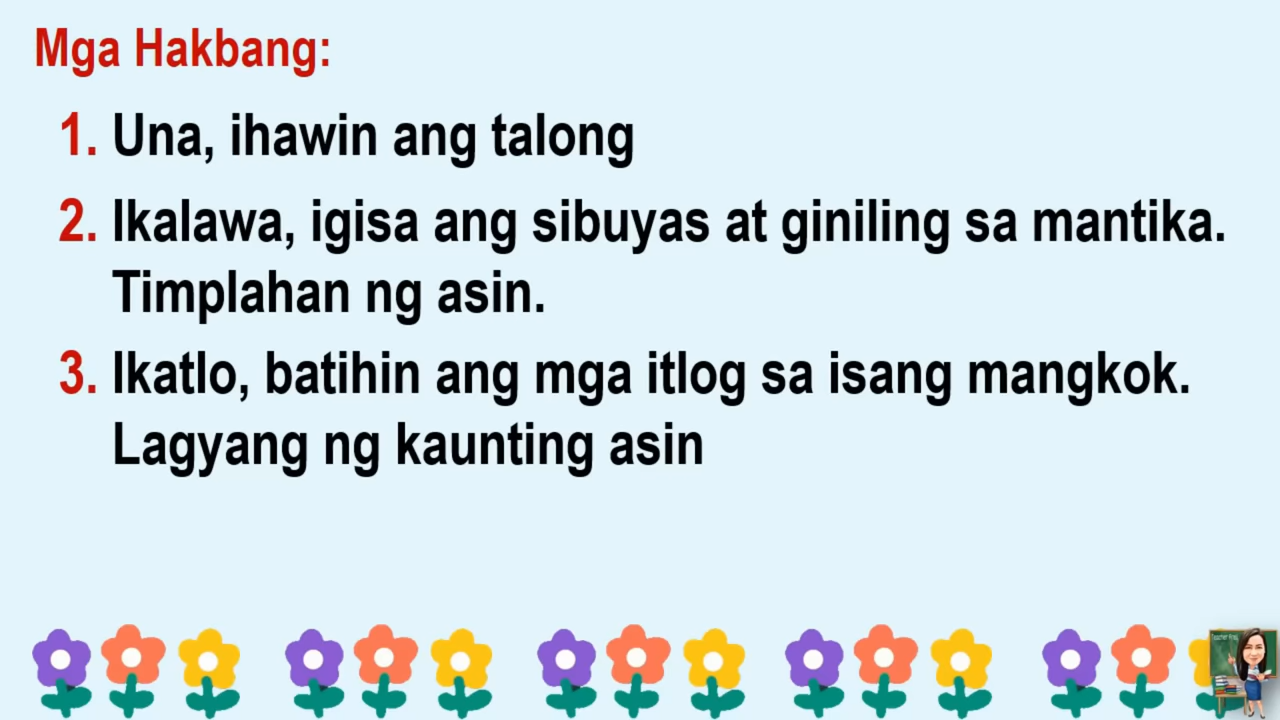 Mga Hakbang:
1. Una, ihawin ang talong
2. Ikalawa, igisa ang sibuyas at giniling sa mantika.
Timplahan ng asin.
3. Ikatlo, batihin ang mga itlog sa isang mangkok.
Lagyang ng kaunting asin